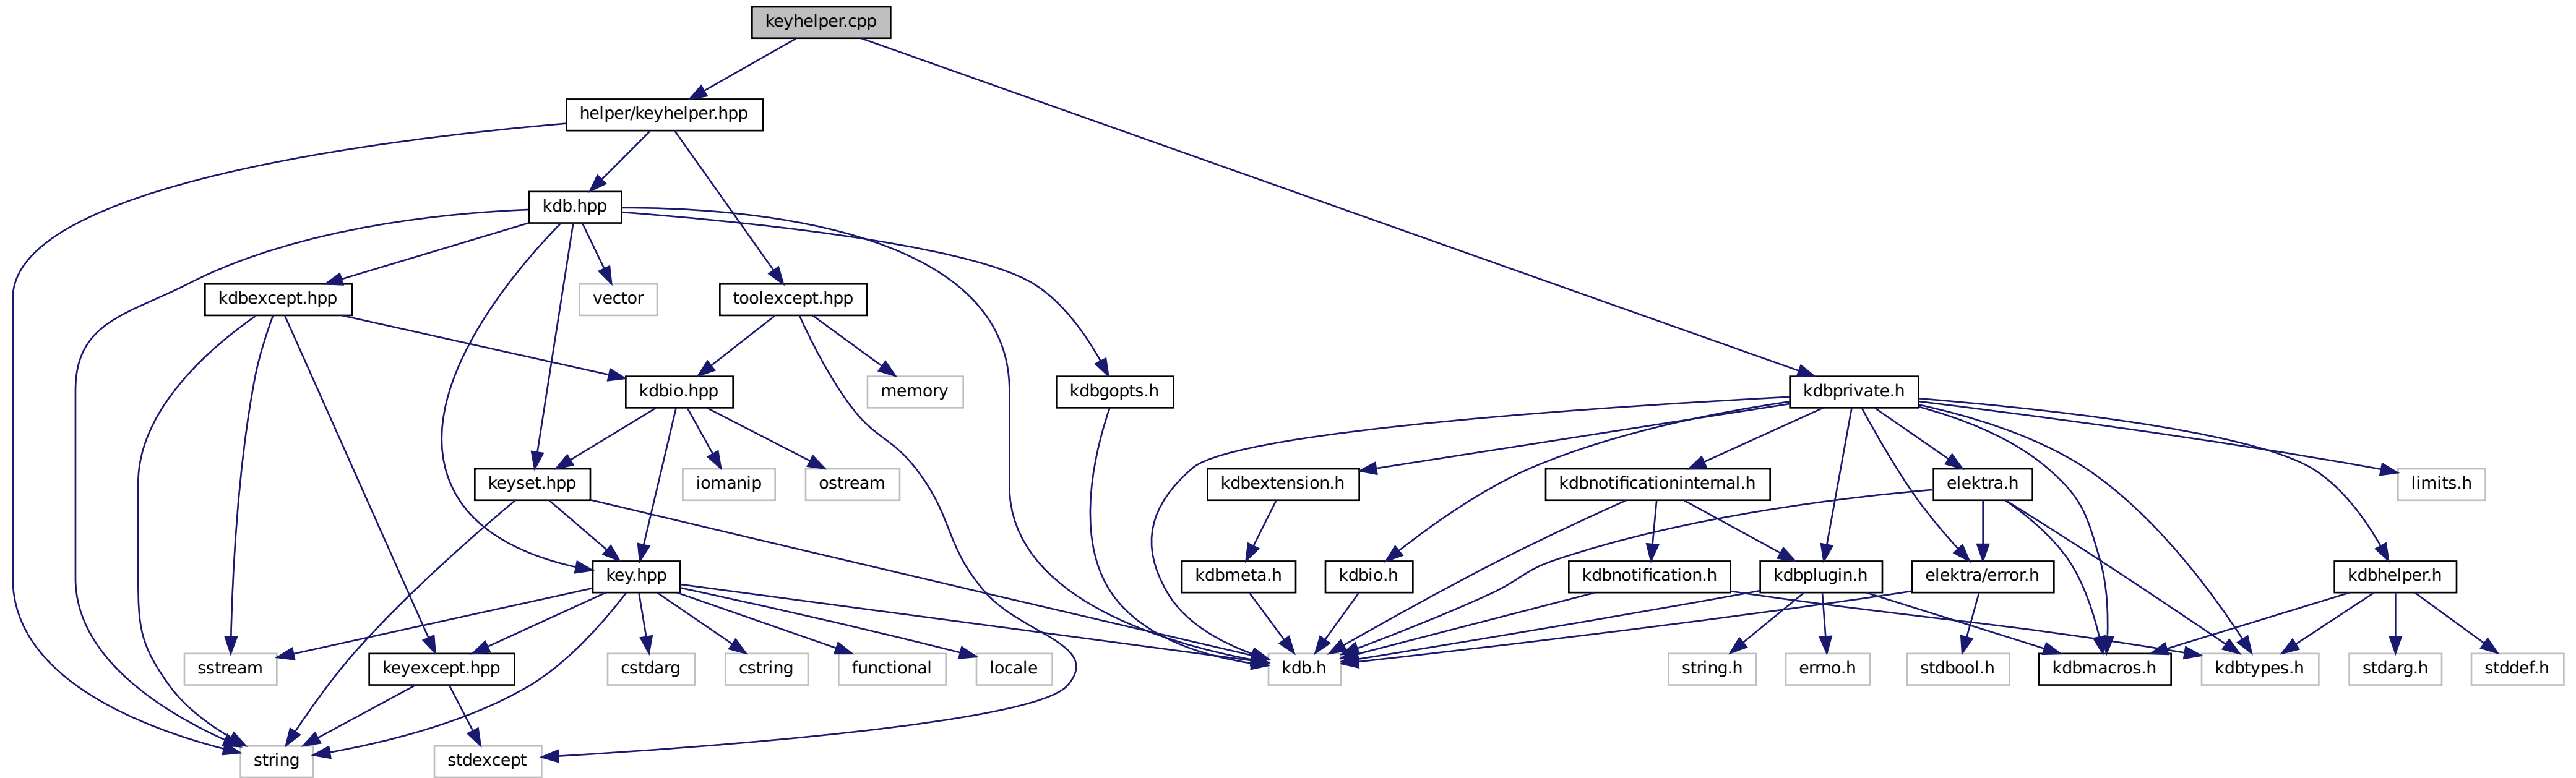 keyhelper.cpp
helper/keyhelper.hpp
kdb.hpp
kdbexcept.hpp
vector
toolexcept.hpp
kdbio.hpp
memory
kdbgopts.h
kdbprivate.h
keyset.hpp
iomanip
ostream
kdbextension.h
kdbnotificationinternal.h
elektra.h
limits.h
key.hpp
kdbmeta.h
kdbio.h
kdbnotification.h
kdbplugin.h
elektra/error.h
kdbhelper.h
sstream
keyexcept.hpp
cstdarg
cstring
functional
locale
kdb.h
string.h
errno.h
stdbool.h
kdbmacros.h
kdbtypes.h
stdarg.h
stddef.h
string
stdexcept